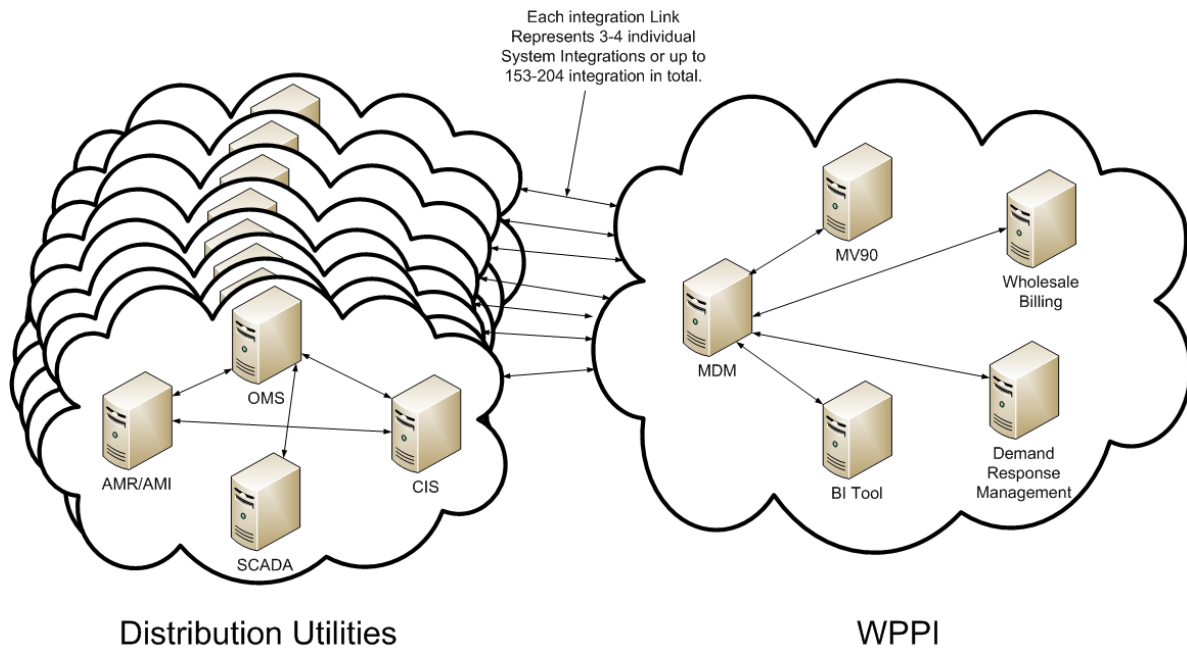 Each integration Link
Represents 3-4 individual
System Integrations or up to
153-204 integration in total.
OMS
AMR/AMI
CIS
SCADA
MV90
Wholesale
Billing
MDM
BI Tool
Demand
Response
Management
Distribution Utilities
WPPI